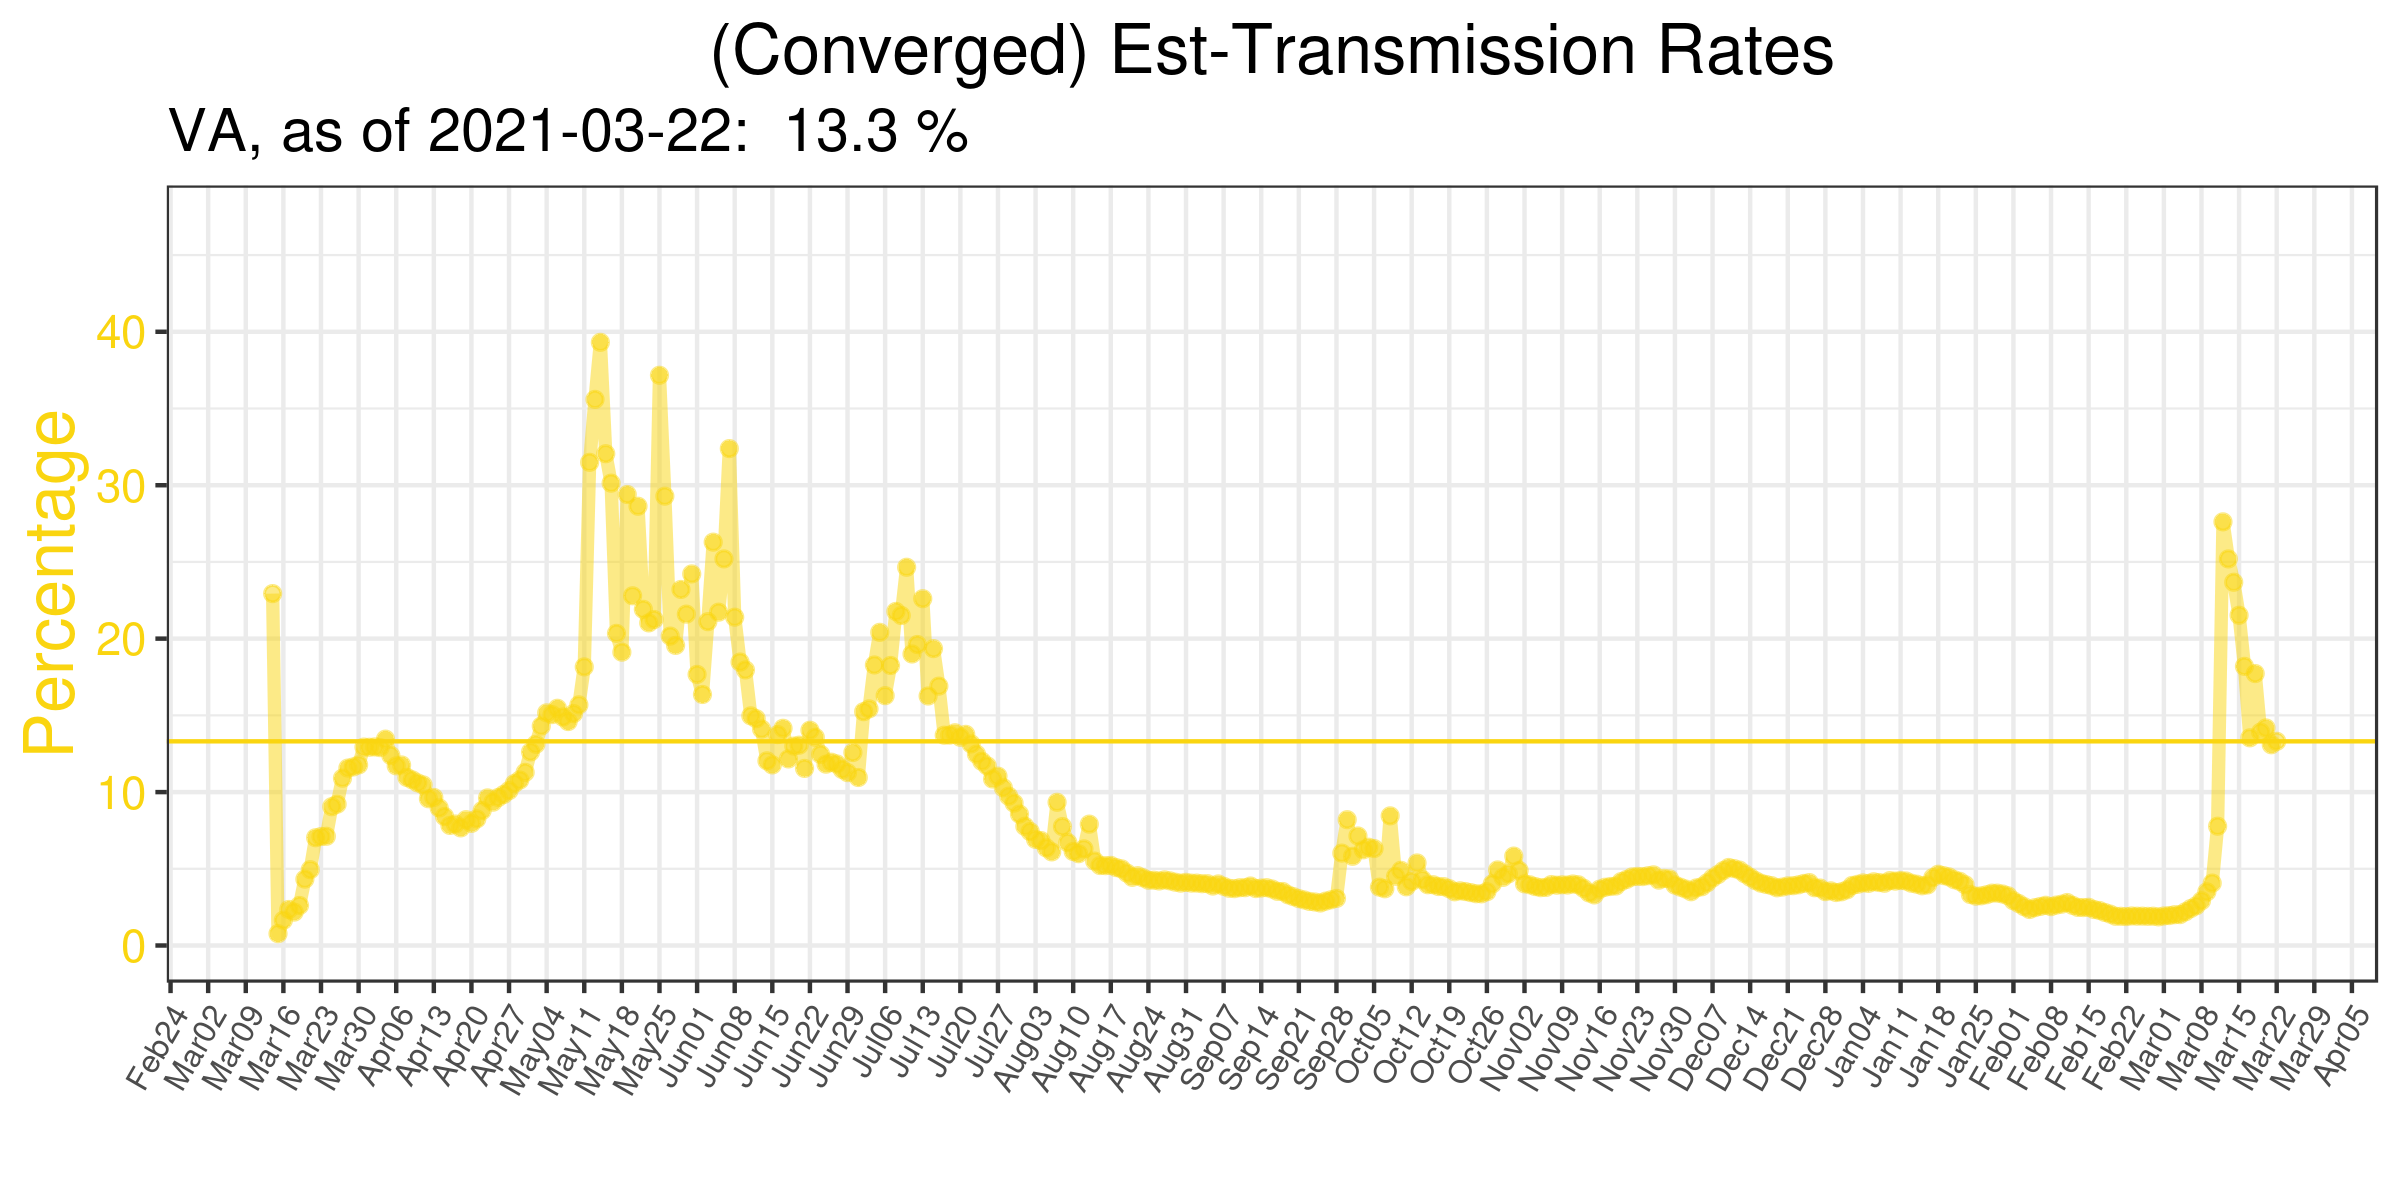 (Converged) Est-Transmission Rates
VA, as of 2021-03-22:  13.3 %
Percentage
40
30
20
10
0
Feb24
Mar02
Mar09
Mar16
Mar23
Mar30
Apr06
Apr13
Apr20
Apr27
May04
May11
May18
May25
Jun01
Jun08
Jun15
Jun22
Jun29
Jul06
Jul13
Jul20
Jul27
Aug03
Aug10
Aug17
Aug24
Aug31
Sep07
Sep14
Sep21
Sep28
Oct05
Oct12
Oct19
Oct26
Nov02
Nov09
Nov16
Nov23
Nov30
Dec07
Dec14
Dec21
Dec28
Jan04
Jan11
Jan18
Jan25
Feb01
Feb08
Feb15
Feb22
Mar01
Mar08
Mar15
Mar22
Mar29
Apr05